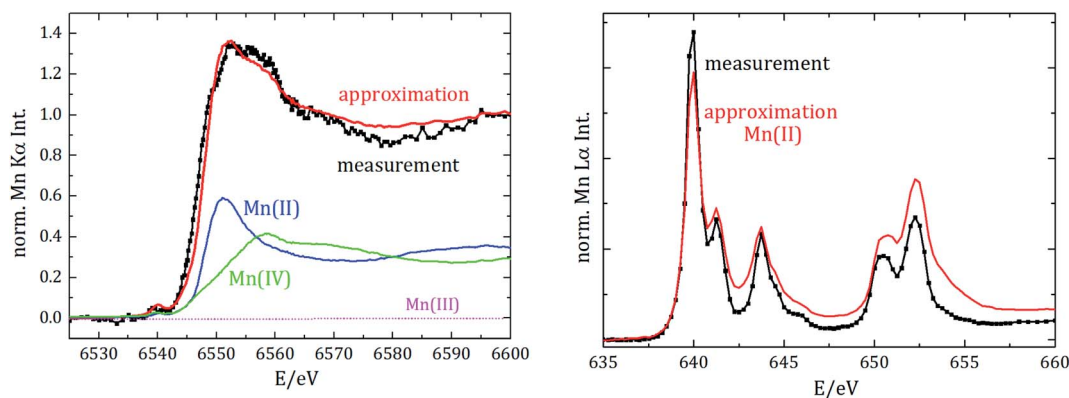 norm. Mn Kα Int.
1.4
1.2
1.0
0.8
0.6
0.4
0.2
0.0
approximation
measurement
Mn(II)
Mn(IV)
Mn(III)
6530 6540 6550 6560 6570 6580 6590 6600
E/eV
norm. Mn Lα Int.
measurement
approximation
Mn(II)
635 640 645 650 655 660
E/eV